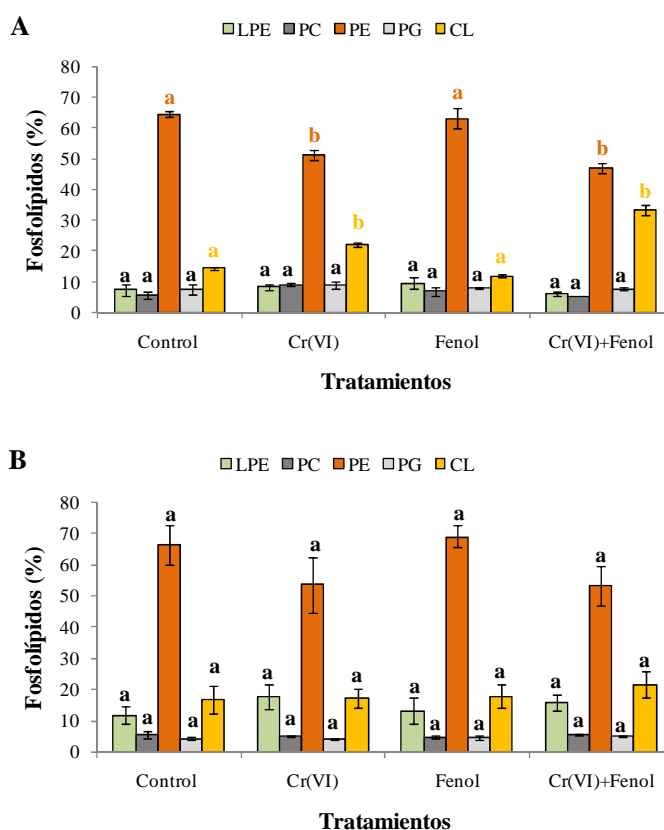 A
LPE PC PE PG CL
80
70
60
50
40
30
20
10
0
Fosfolípidos (%)
a a a a a
a a b a b
a a a a a
a a b a b
Control Cr(VI) Fenol Cr(VI)+Fenol
Tratamientos
B
LPE PC PE PG CL
80
70
60
50
40
30
20
10
0
Fosfolípidos (%)
a a a a a
a a a a a
a a a a a
a a a a a
Control Cr(VI) Fenol Cr(VI)+Fenol
Tratamientos